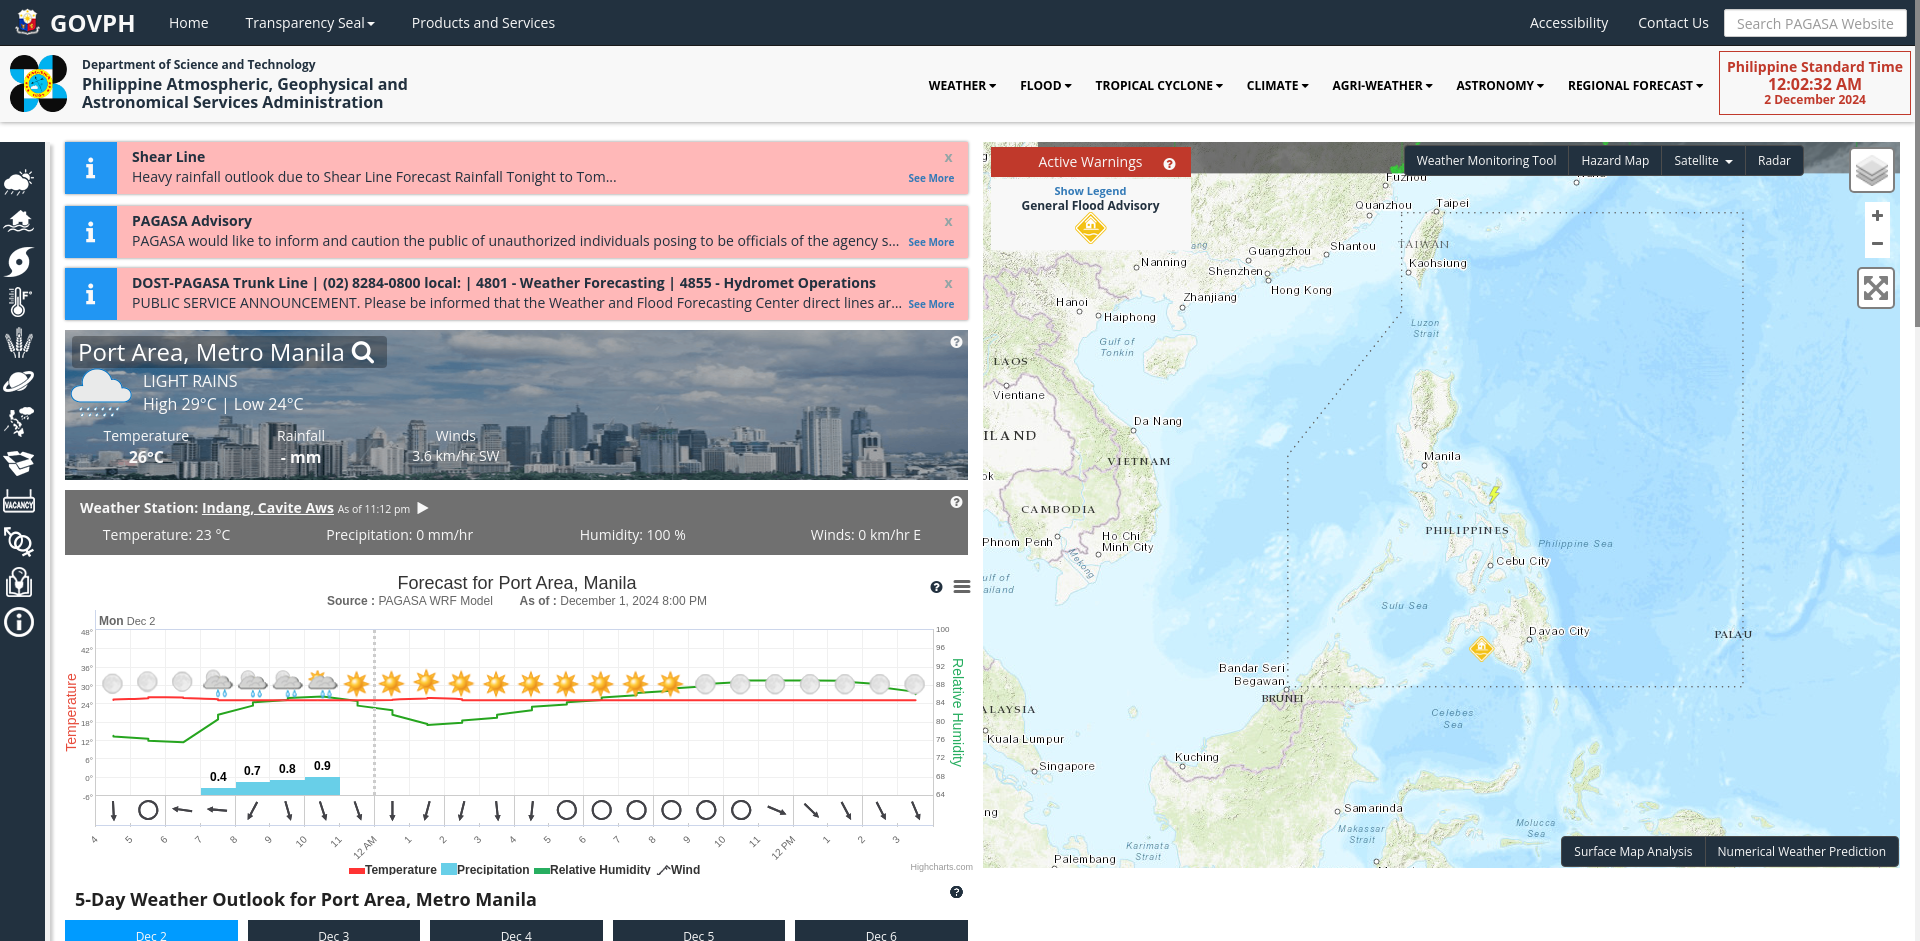 GOVPH Home Transparency Seal Products and Services Accessibility Contact Us Search PAGASA Website
Department of Science and Technology
Philippine Atmospheric, Geophysical and
Astronomical Services Administration
WEATHER FLOOD TROPICAL CYCLONE CLIMATE AGRI-WEATHER ASTRONOMY REGIONAL FORECAST
Philippine Standard Time
12:02:32 AM
2 December 2024
VACANCY
Shear Line x
Heavy rainfall outlook due to Shear Line Forecast Rainfall Tonight to Tom... See More
PAGASA Advisory x
PAGASA would like to inform and caution the public of unauthorized individuals posing to be officials of the agency s... See More
DOST-PAGASA Trunk Line | (02) 8284-0800 local: | 4801 - Weather Forecasting | 4855 - Hydromet Operations x
PUBLIC SERVICE ANNOUNCEMENT. Please be informed that the Weather and Flood Forecasting Center direct lines ar... See More
Port Area, Metro Manila
LIGHT RAINS
High 29°C | Low 24°C
Temperature Rainfall Winds
26°C - mm 3.6 km/hr SW
Weather Station: Indang, Cavite Aws As of 11:12 pm
Temperature: 23 °C Precipitation: 0 mm/hr Humidity: 100 % Winds: 0 km/hr E
Forecast for Port Area, Manila
Source : PAGASA WRF Model As of : December 1, 2024 8:00 PM
Mon Dec 2
48° 100
42° 96
36° 92
30° 88
24° 84
18° 80
12° 76
6° 72
0° 68
-6° 64
Temperature
Relative Humidity
0.4 0.7 0.8 0.9
4 5 6 7 8 9 10 11 12 AM 1 2 3 4 5 6 7 8 9 10 11 12 PM 1 2 3
Temperature Precipitation Relative Humidity Wind
Highcharts.com
5-Day Weather Outlook for Port Area, Metro Manila
Dec 2 Dec 3 Dec 4 Dec 5 Dec 6
Active Warnings
Show Legend
General Flood Advisory
Weather Monitoring Tool Hazard Map Satellite Radar
+
−
Fuzhou
Quanzhou
Taipei
TAIWAN
Kaohsiung
Guangzhou
Shantou
Nanning
Shenzhen
Hong Kong
Zhanjiang
Hanoi
Haiphong
Luzon
Strait
Gulf of
Tonkin
LAOS
Vientiane
Da Nang
ILAND
VIETNAM
Manila
ok
CAMBODIA
PHILIPPINES
Phnom Penh
Ho Chi
Minh City
Mekong
Philippine Sea
Cebu City
ulf of
ailand
Sulu Sea
Davao City
PALAU
Bandar Seri
Begawan
BRUNEI
ALAYSIA
Celebes
Sea
Kuala Lumpur
Kuching
Singapore
Samarinda
ng
Makassar
Strait
Molucca
Sea
Karimata
Strait
Palembang
Surface Map Analysis Numerical Weather Prediction